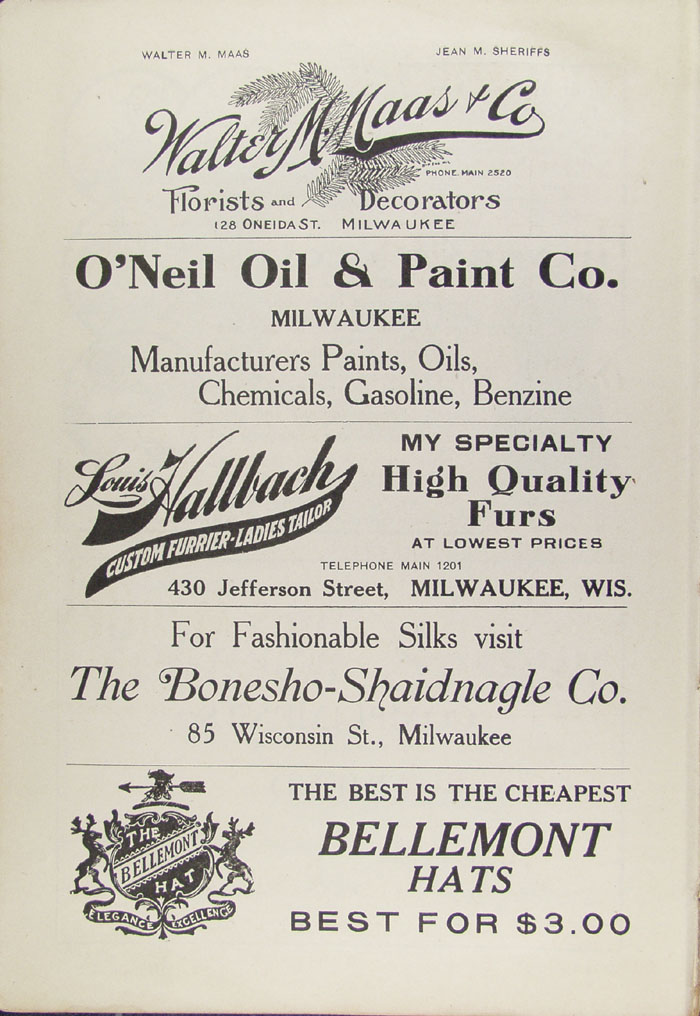 WALTER M. MAAS JEAN M. SHERIFFS
Walter M. Maas & Co
PHONE. MAIN 2520
Florists and Decorators
128 ONEIDA ST. MILWAUKEE
O'Neil Oil & Paint Co.
MILWAUKEE
Manufacturers Paints, Oils,
Chemicals, Gasoline, Benzine
Louis Hallbach
CUSTOM FURRIER-LADIES TAILOR
MY SPECIALTY
High Quality
Furs
AT LOWEST PRICES
TELEPHONE MAIN 1201
430 Jefferson Street, MILWAUKEE, WIS.
For Fashionable Silks visit
The Bonesho-Shaidnagle Co.
85 Wisconsin St., Milwaukee
THE
BELLEMONT
HAT
ELEGANCE EXCELLENCE
THE BEST IS THE CHEAPEST
BELLEMONT
HATS
BEST FOR $3.00